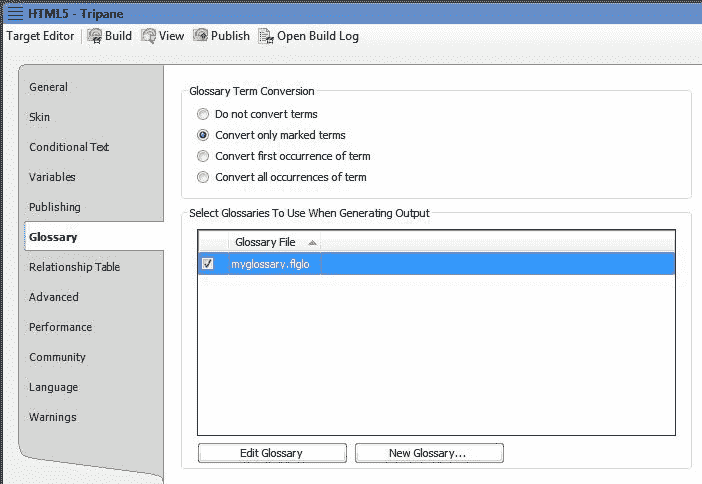 HTML5 - Tripane
Target Editor Build View Publish Open Build Log
General
Skin
Conditional Text
Variables
Publishing
Glossary
Relationship Table
Advanced
Performance
Community
Language
Warnings
Glossary Term Conversion
Do not convert terms
Convert only marked terms
Convert first occurrence of term
Convert all occurrences of term
Select Glossaries To Use When Generating Output
Glossary File
myglossary.flglo
Edit Glossary New Glossary...